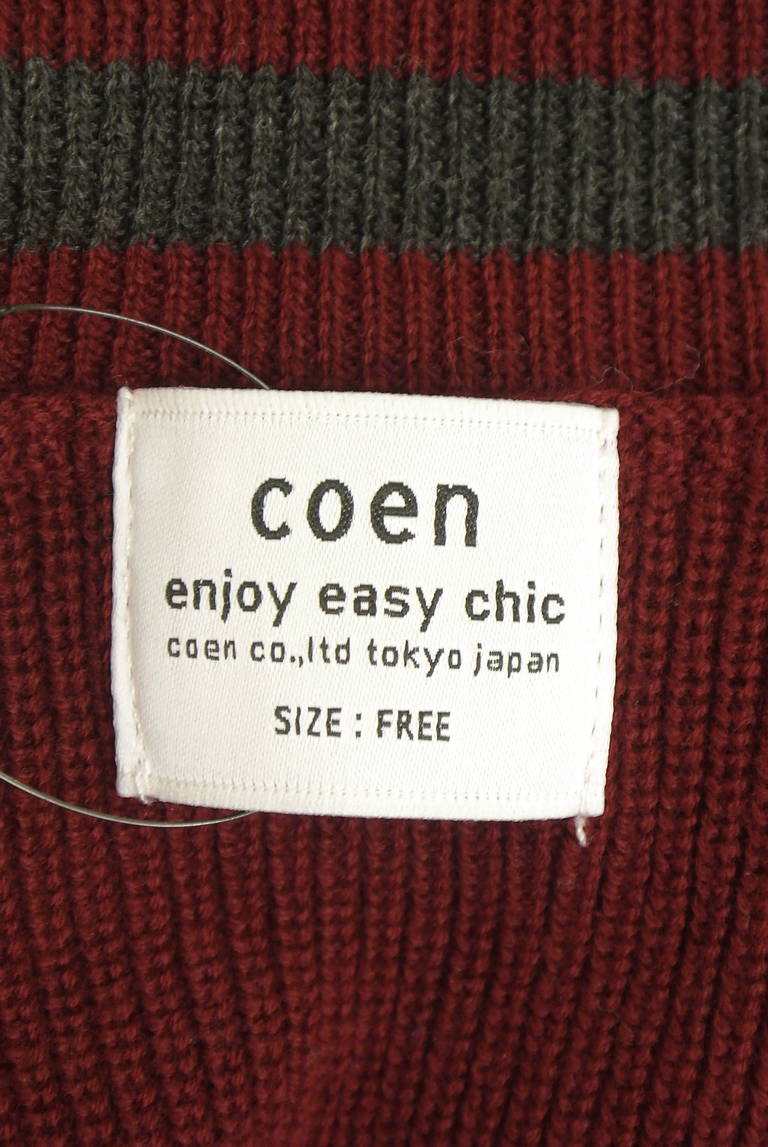 coen
enjoy easy chic
coen co.,ltd tokyo japan
SIZE : FREE